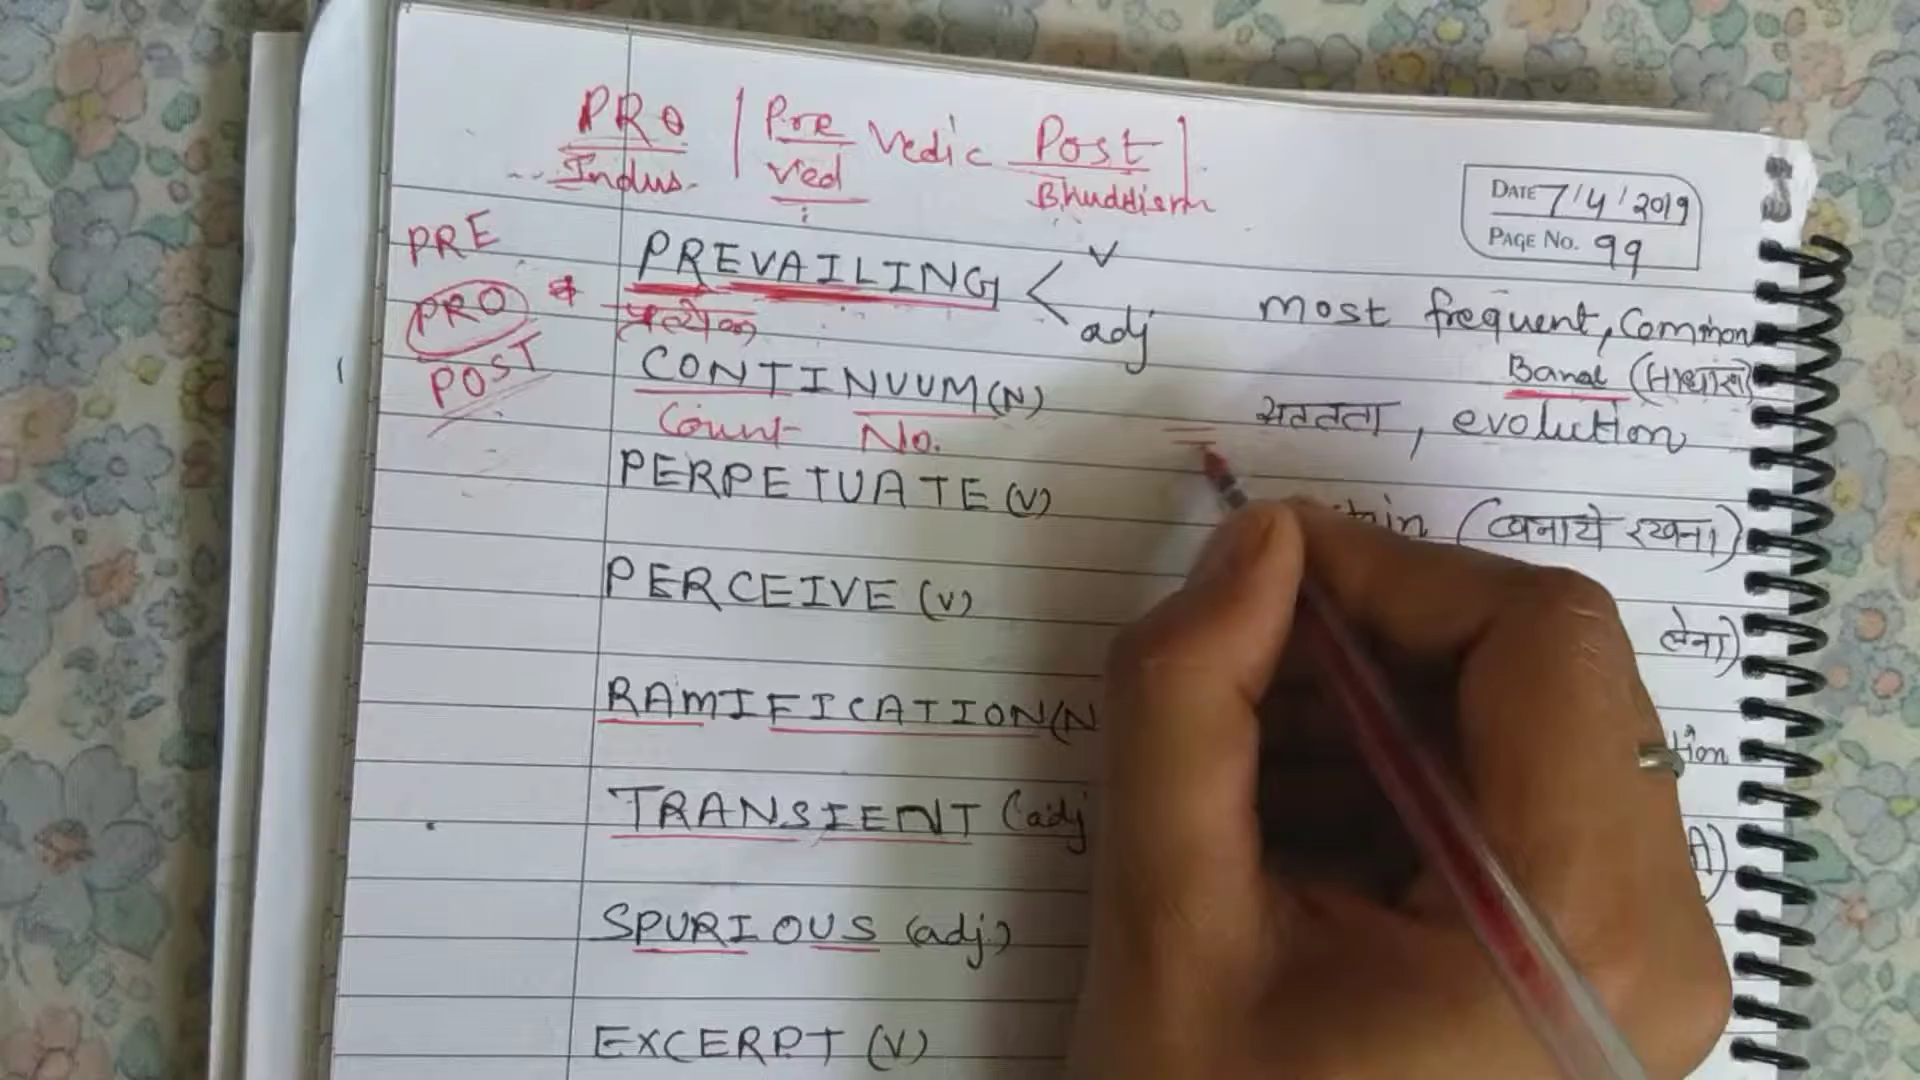 PRO | Pre Vedic Post |
Indus. Ved Bhuddism
DATE 7/4/2019
PAGE No. 99
PRE
PRO
POST
PREVAILING < V
adj
most frequent, Common
प्रत्येक
Banal
CONTINUUM (N)
सततता, evolution
Count No.
PERPETUATE (V)
(बनाये रखना)
PERCEIVE (V)
लेना)
RAMIFICATION (N
tion
TRANSIENT (adj
A)
SPURIOUS (adj.)
EXCERPT (V)